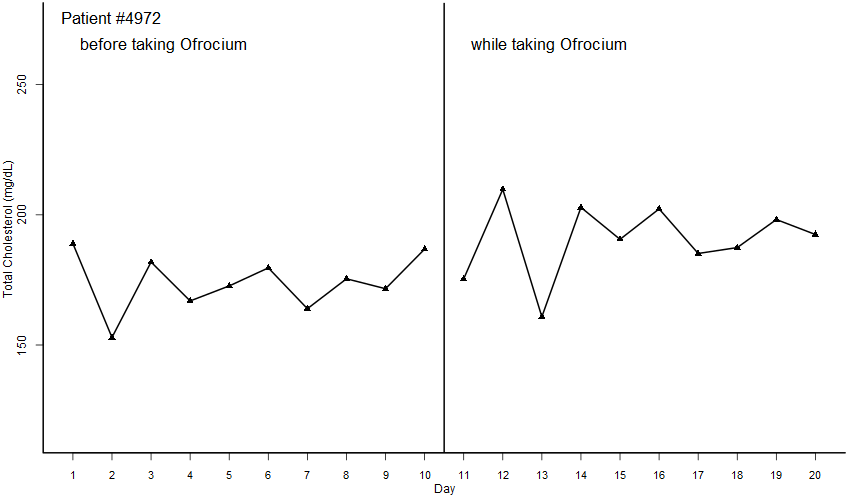 Patient #4972
before taking Ofrocium
while taking Ofrocium
Total Cholesterol (mg/dL)
250
200
150
1 2 3 4 5 6 7 8 9 10 11 12 13 14 15 16 17 18 19 20
Day